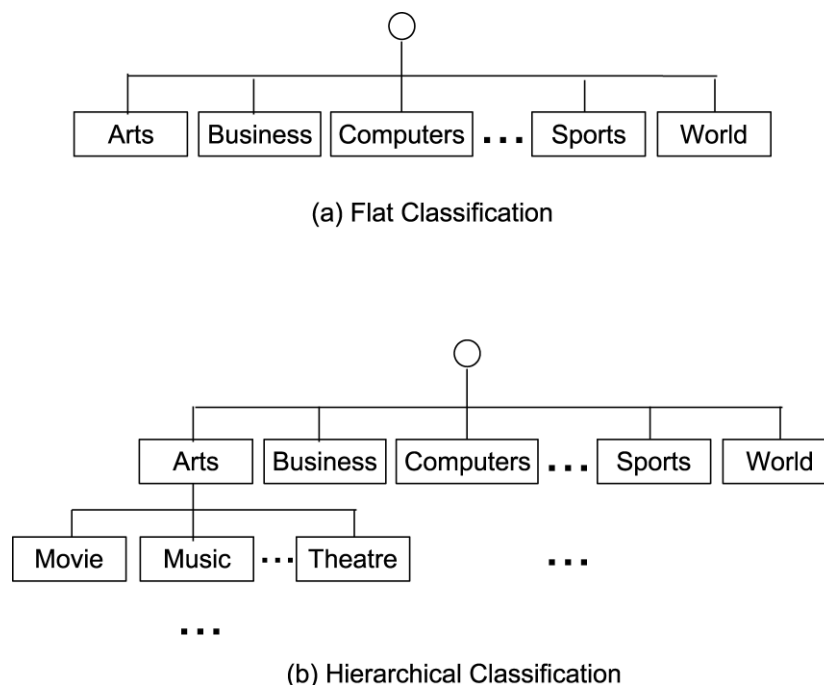 Arts Business Computers ... Sports World
(a) Flat Classification
Arts Business Computers ... Sports World
Movie Music ... Theatre ...
...
(b) Hierarchical Classification